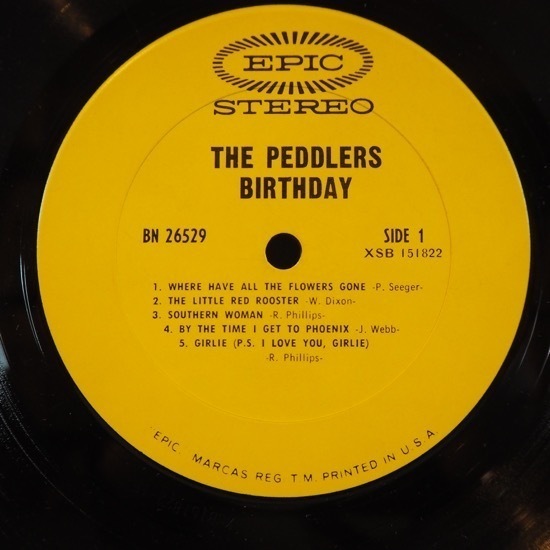 EPIC
STEREO
THE PEDDLERS
BIRTHDAY
BN 26529
SIDE 1
XSB 151822
1. WHERE HAVE ALL THE FLOWERS GONE -P. Seeger-
2. THE LITTLE RED ROOSTER -W. Dixon-
3. SOUTHERN WOMAN -R. Phillips-
4. BY THE TIME I GET TO PHOENIX -J. Webb-
5. GIRLIE (P.S. I LOVE YOU, GIRLIE)
-R. Phillips-
"EPIC" MARCAS REG. T.M. PRINTED IN U.S.A.